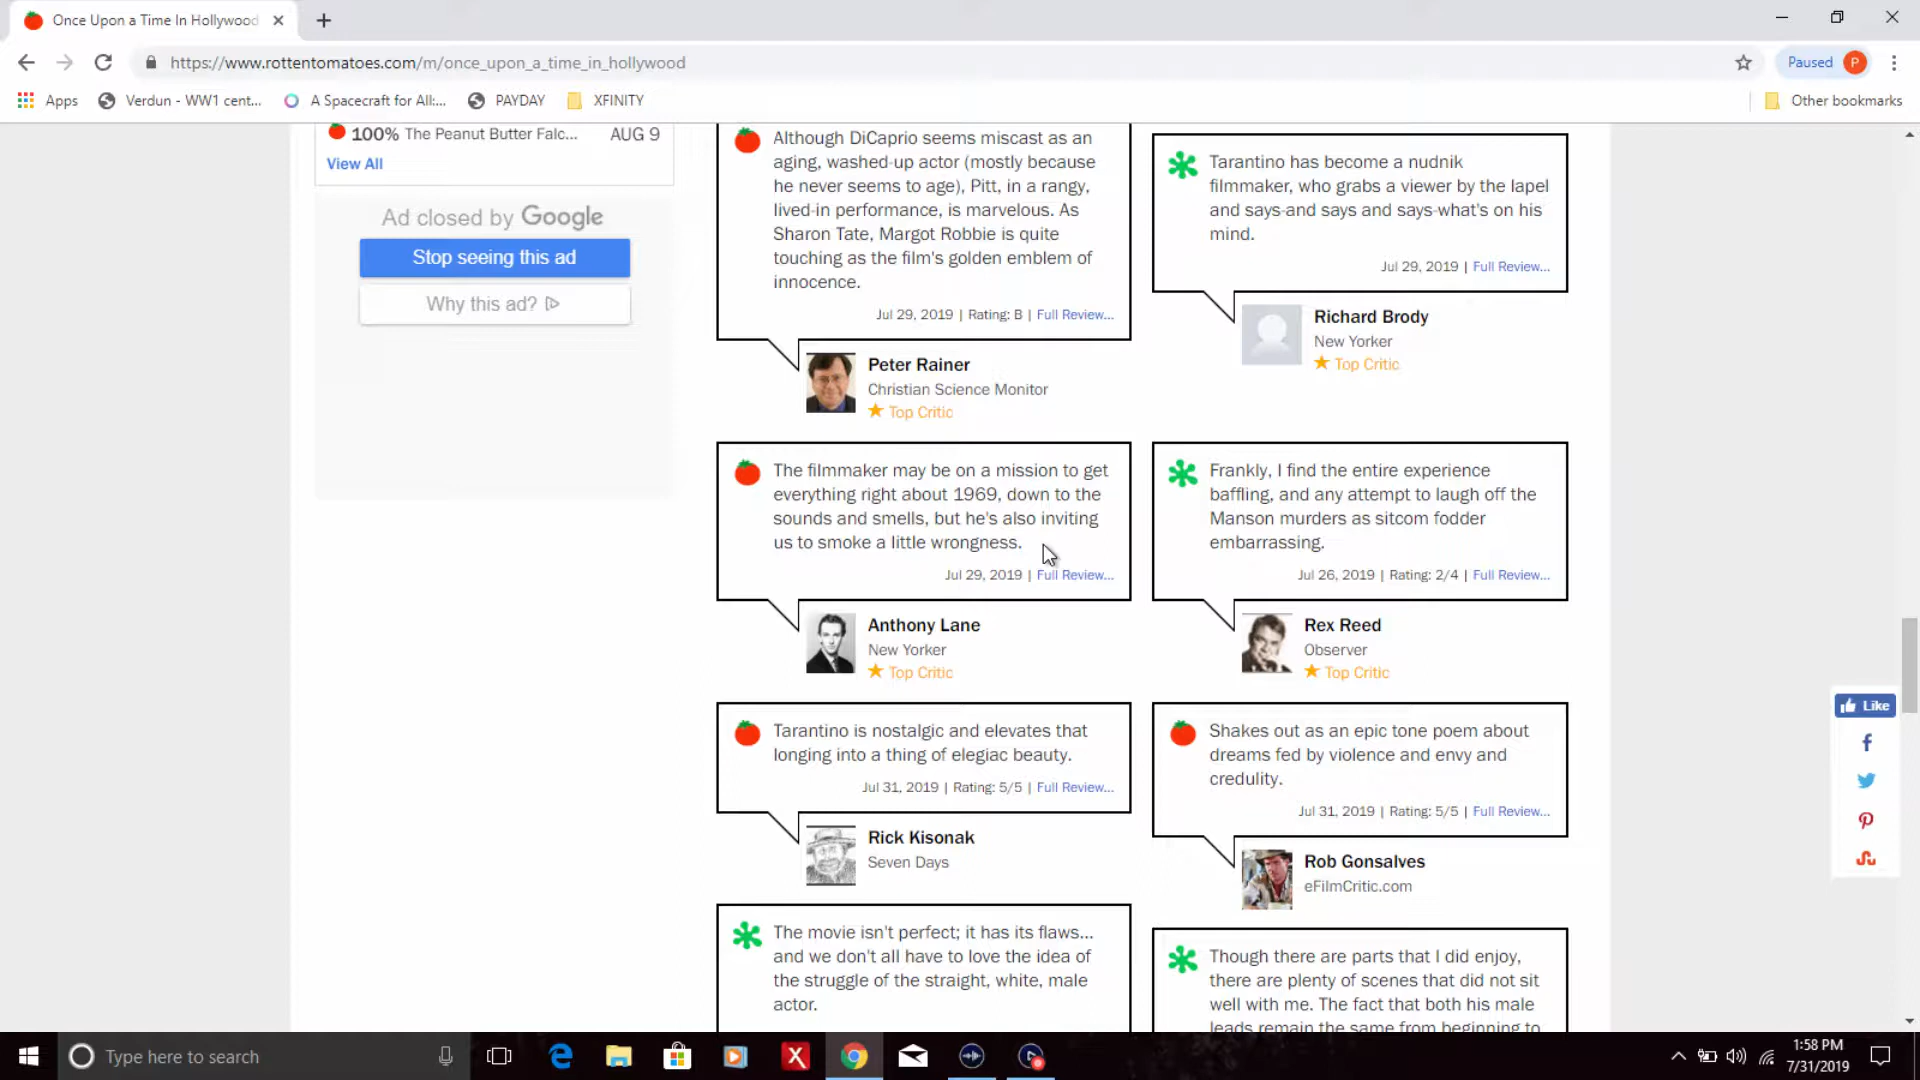 Once Upon a Time In Hollywood
https://www.rottentomatoes.com/m/once_upon_a_time_in_hollywood
Paused P
Apps
Verdun - WW1 cent...
A Spacecraft for All:...
PAYDAY
XFINITY
Other bookmarks
100% The Peanut Butter Falc... AUG 9
View All
Ad closed by Google
Stop seeing this ad
Why this ad?
Although DiCaprio seems miscast as an
aging, washed-up actor (mostly because
he never seems to age), Pitt, in a rangy,
lived-in performance, is marvelous. As
Sharon Tate, Margot Robbie is quite
touching as the film's golden emblem of
innocence.
Jul 29, 2019 | Rating: B | Full Review...
Peter Rainer
Christian Science Monitor
Top Critic
Tarantino has become a nudnik
filmmaker, who grabs a viewer by the lapel
and says-and says and says-what's on his
mind.
Jul 29, 2019 | Full Review...
Richard Brody
New Yorker
Top Critic
The filmmaker may be on a mission to get
everything right about 1969, down to the
sounds and smells, but he's also inviting
us to smoke a little wrongness.
Jul 29, 2019 | Full Review...
Anthony Lane
New Yorker
Top Critic
Frankly, I find the entire experience
baffling, and any attempt to laugh off the
Manson murders as sitcom fodder
embarrassing.
Jul 26, 2019 | Rating: 2/4 | Full Review...
Rex Reed
Observer
Top Critic
Tarantino is nostalgic and elevates that
longing into a thing of elegiac beauty.
Jul 31, 2019 | Rating: 5/5 | Full Review...
Rick Kisonak
Seven Days
Shakes out as an epic tone poem about
dreams fed by violence and envy and
credulity.
Jul 31, 2019 | Rating: 5/5 | Full Review...
Rob Gonsalves
eFilmCritic.com
The movie isn't perfect; it has its flaws...
and we don't all have to love the idea of
the struggle of the straight, white, male
actor.
Though there are parts that I did enjoy,
there are plenty of scenes that did not sit
well with me. The fact that both his male
leads remain the same from beginning to
Like
Type here to search
1:58 PM
7/31/2019